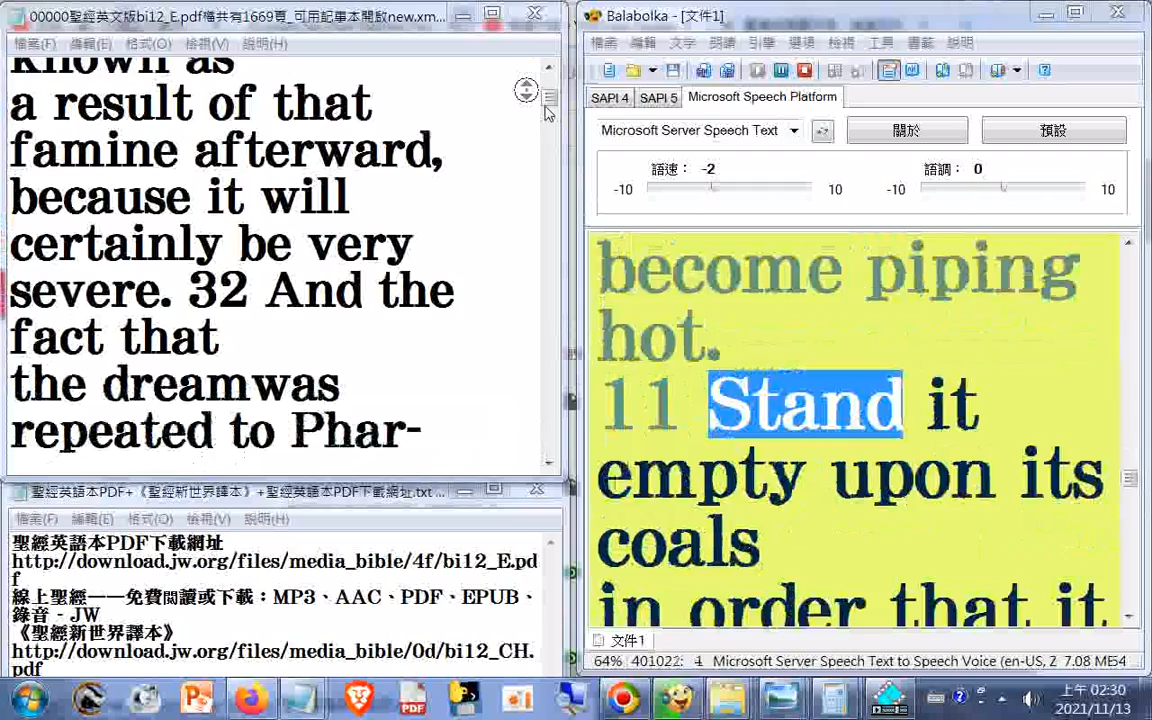 00000聖經英文版bi12_E.pdf檔共有1669頁_可用記事本開啟new.xm...
檔案(F) 編輯(E) 格式(O) 檢視(V) 說明(H)
known as
a result of that
famine afterward,
because it will
certainly be very
severe. 32 And the
fact that
the dreamwas
repeated to Phar-
聖經英語本PDF+《聖經新世界譯本》+聖經英語本PDF下載網址.txt ...
檔案(F) 編輯(E) 格式(O) 檢視(V) 說明(H)
聖經英語本PDF下載網址
http://download.jw.org/files/media_bible/4f/bi12_E.pd
f
線上聖經——免費閱讀或下載：MP3、AAC、PDF、EPUB、
錄音 - JW
《聖經新世界譯本》
http://download.jw.org/files/media_bible/0d/bi12_CH.
pdf
Balabolka - [文件1]
檔案 編輯 文字 朗讀 引擎 選項 檢視 工具 書籤 說明
SAPI 4 SAPI 5 Microsoft Speech Platform
Microsoft Server Speech Text
關於 預設
語速： -2 語調： 0
-10 10 -10 10
become piping
hot.
11 Stand it
empty upon its
coals
in order that it
文件1
64% 401022: 4 Microsoft Server Speech Text to Speech Voice (en-US, Z 7.08 ME54
PDF
上午 02:30
2021/11/13